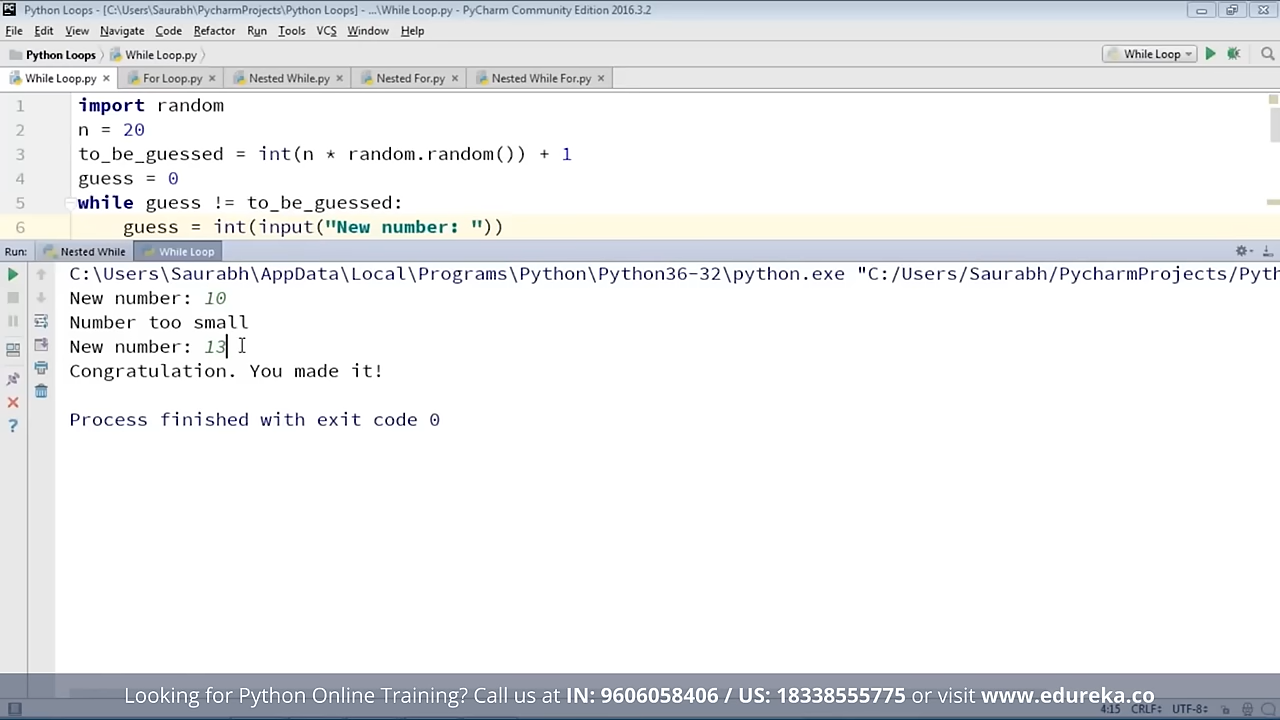 Python Loops - [C:\Users\Saurabh\PycharmProjects\Python Loops] - ...\While Loop.py - PyCharm Community Edition 2016.3.2
File Edit View Navigate Code Refactor Run Tools VCS Window Help
Python Loops While Loop.py While Loop
While Loop.py For Loop.py Nested While.py Nested For.py Nested While For.py
1 import random
2 n = 20
3 to_be_guessed = int(n * random.random()) + 1
4 guess = 0
5 while guess != to_be_guessed:
6 guess = int(input("New number: "))
Run: Nested While While Loop
C:\Users\Saurabh\AppData\Local\Programs\Python\Python36-32\python.exe "C:/Users/Saurabh/PycharmProjects/Pyth
New number: 10
Number too small
New number: 13
Congratulation. You made it!
Process finished with exit code 0
Looking for Python Online Training? Call us at IN: 9606058406 / US: 18338555775 or visit www.edureka.co
4:15 CRLF UTF-8